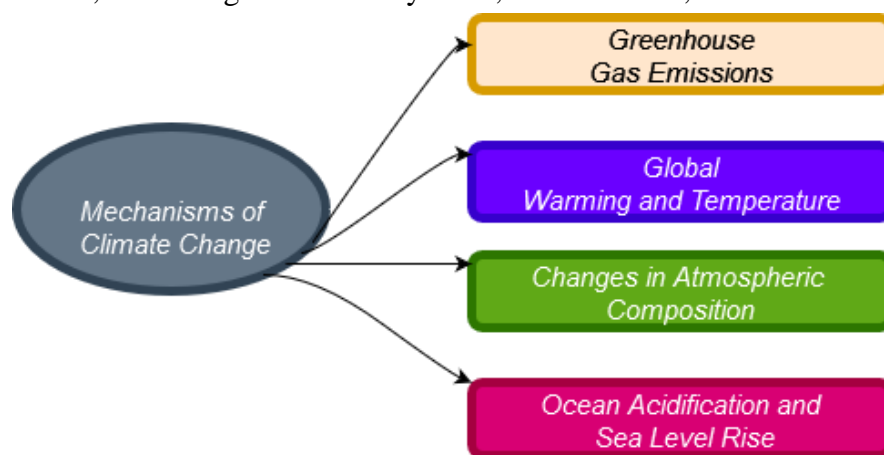 Greenhouse
Gas Emissions
Global
Warming and Temperature
Mechanisms of
Climate Change
Changes in Atmospheric
Composition
Ocean Acidification and
Sea Level Rise